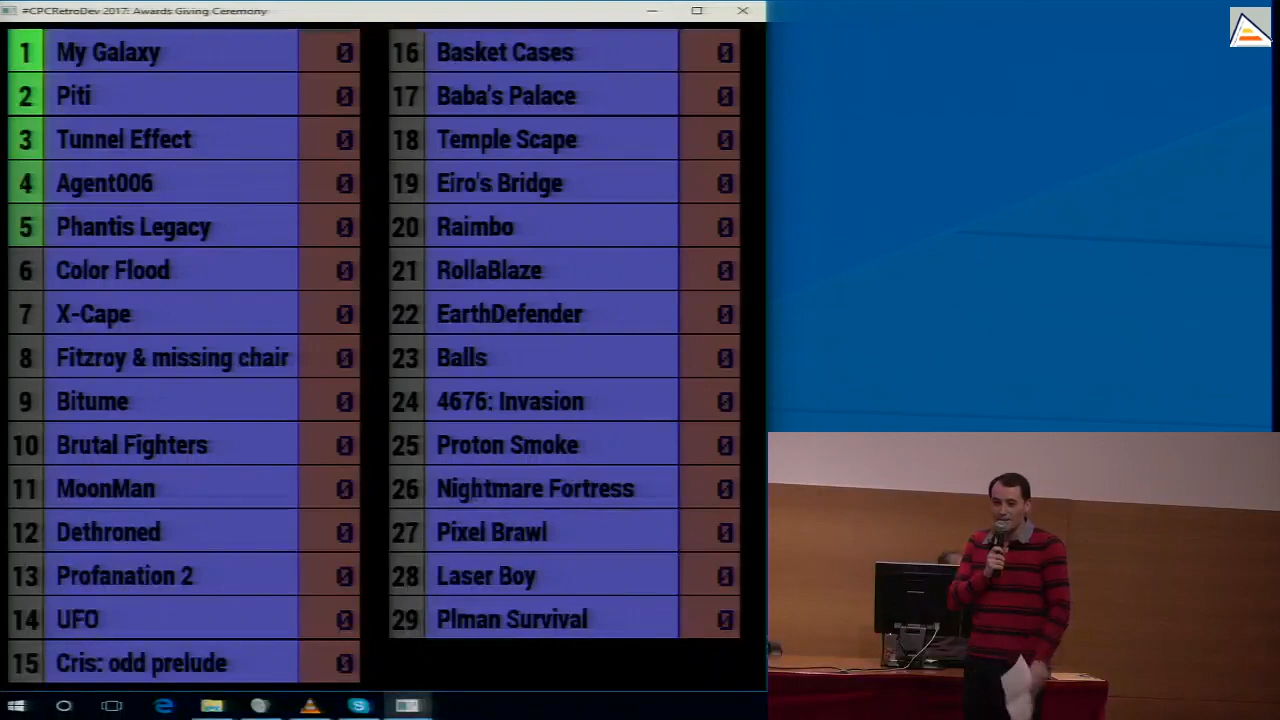 #CPCRetroDev 2017: Awards Giving Ceremony
1 My Galaxy 0
2 Piti 0
3 Tunnel Effect 0
4 Agent006 0
5 Phantis Legacy 0
6 Color Flood 0
7 X-Cape 0
8 Fitzroy & missing chair 0
9 Bitume 0
10 Brutal Fighters 0
11 MoonMan 0
12 Dethroned 0
13 Profanation 2 0
14 UFO 0
15 Cris: odd prelude 0
16 Basket Cases 0
17 Baba's Palace 0
18 Temple Scape 0
19 Eiro's Bridge 0
20 Raimbo 0
21 RollaBlaze 0
22 EarthDefender 0
23 Balls 0
24 4676: Invasion 0
25 Proton Smoke 0
26 Nightmare Fortress 0
27 Pixel Brawl 0
28 Laser Boy 0
29 Plman Survival 0